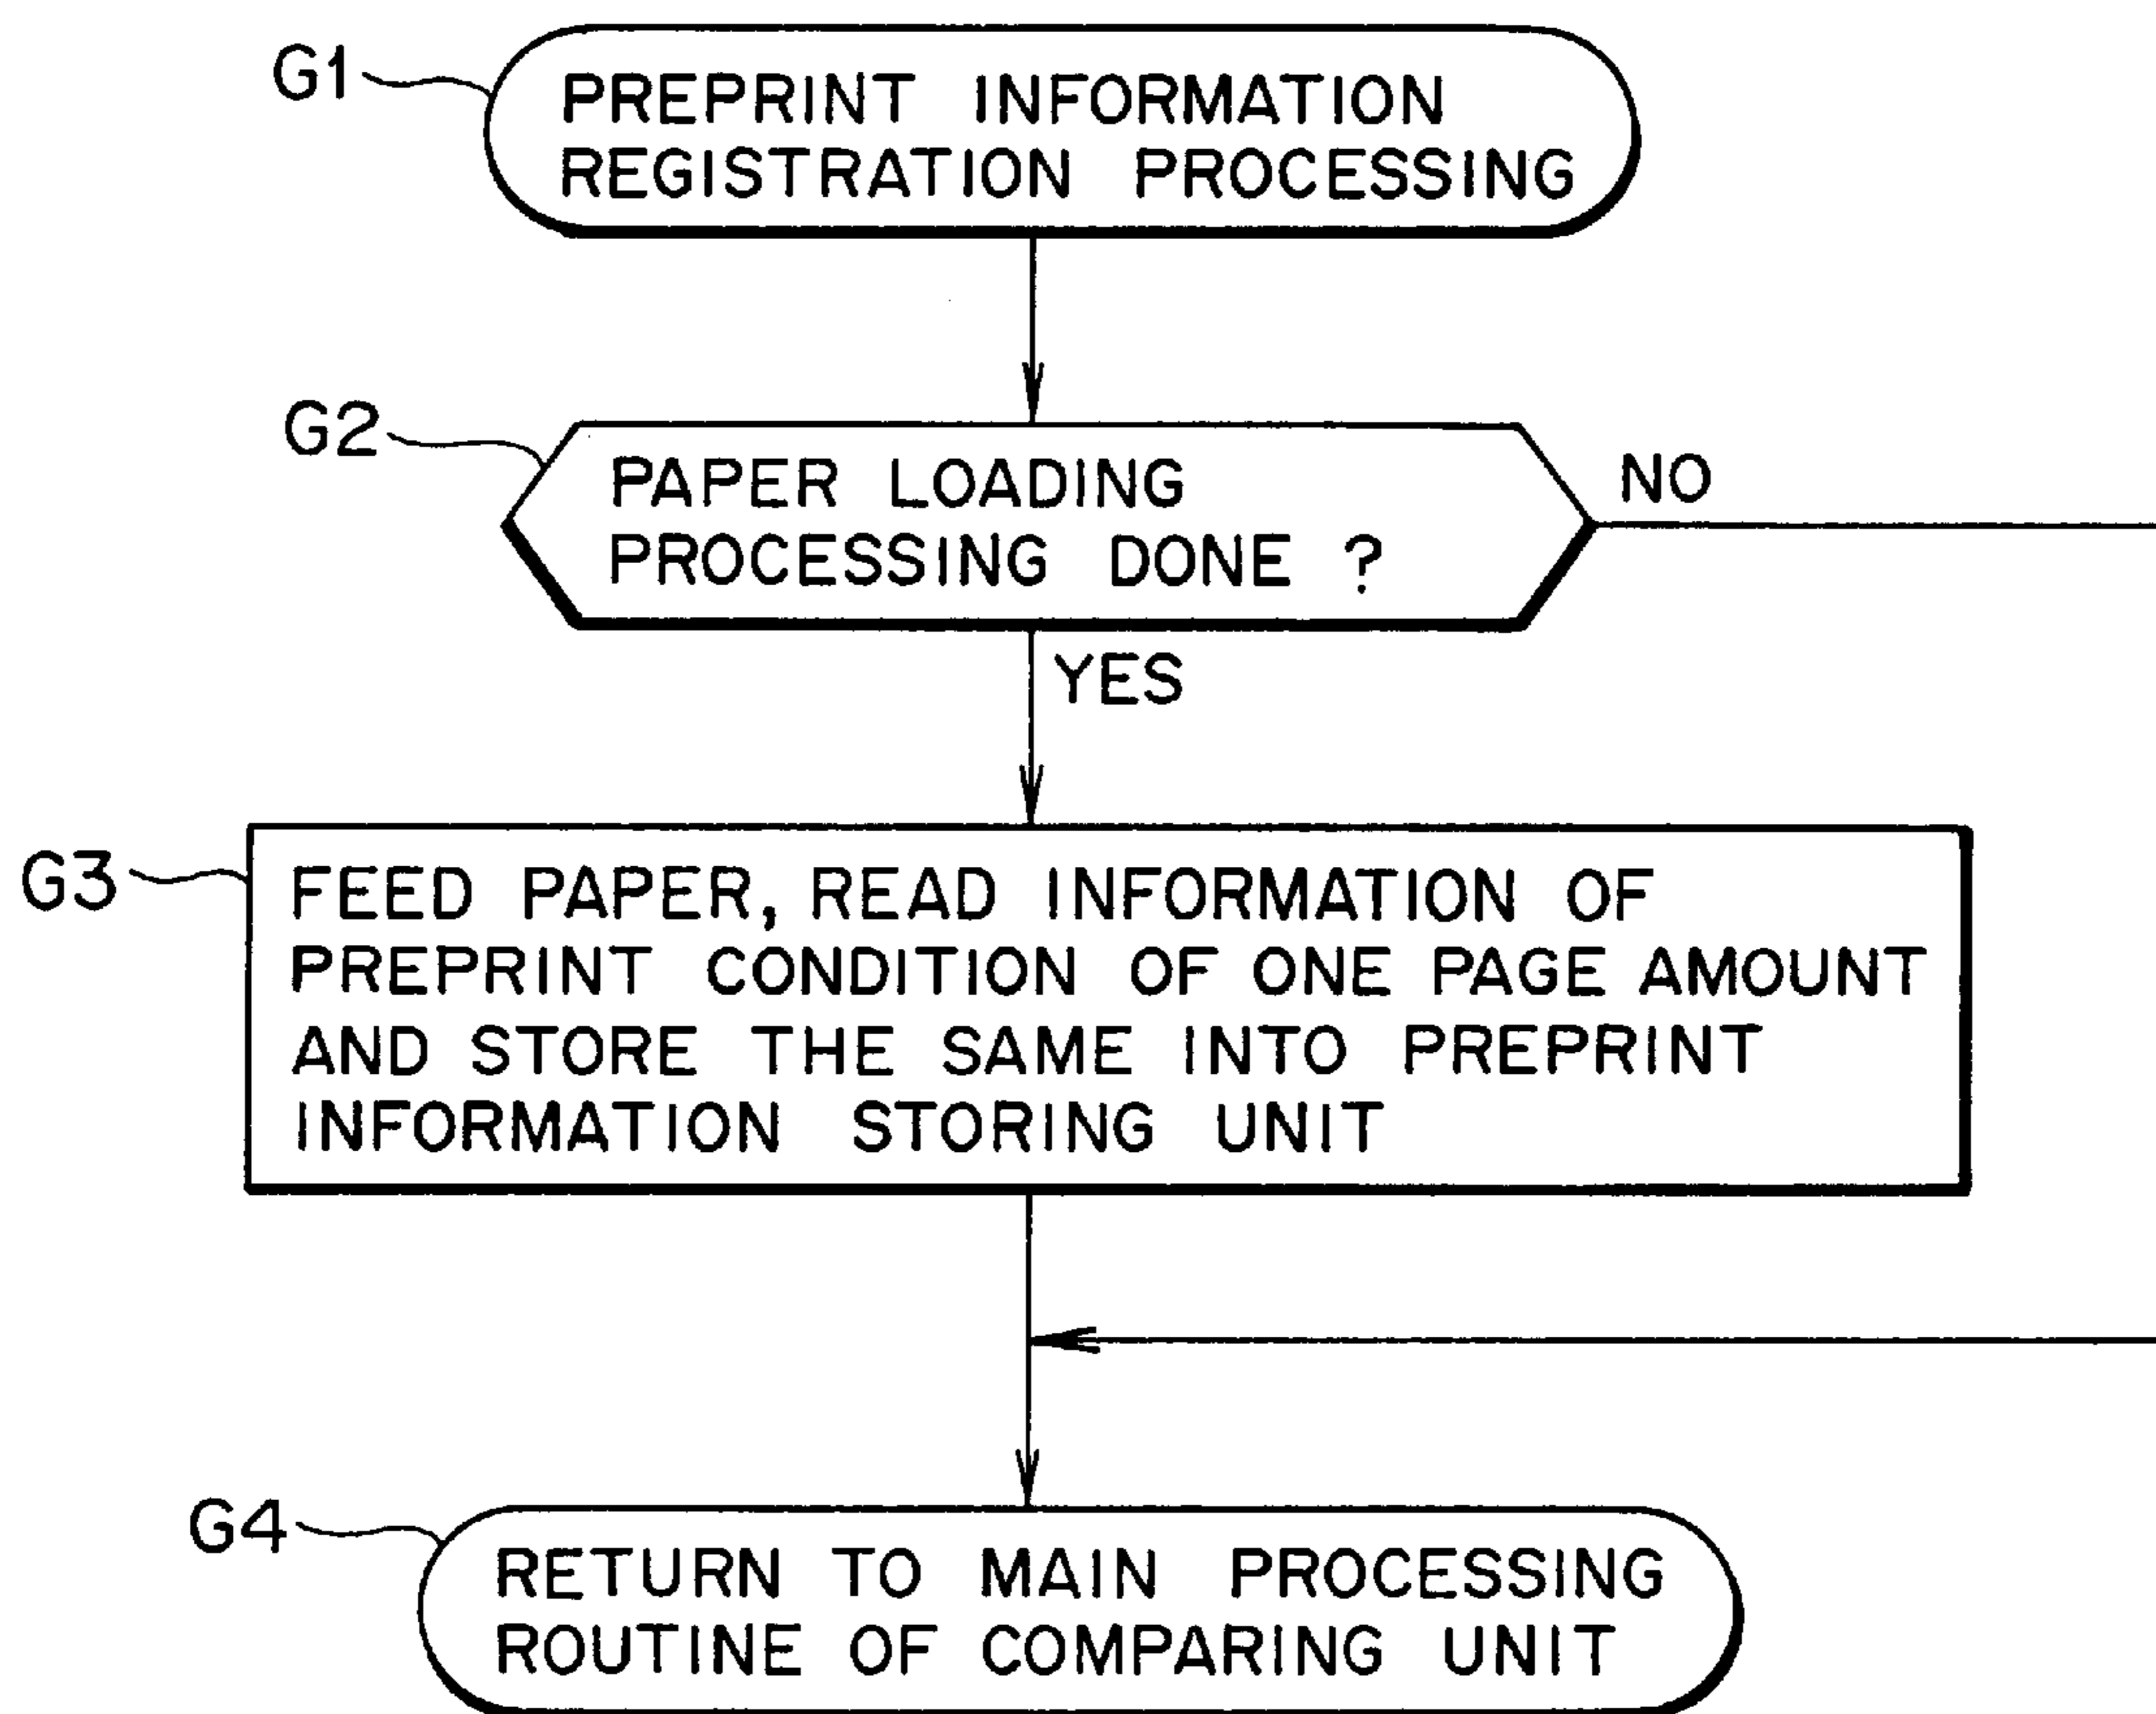 G1
PREPRINT INFORMATION
REGISTRATION PROCESSING
G2
PAPER LOADING
PROCESSING DONE ?
NO
YES
G3
FEED PAPER, READ INFORMATION OF
PREPRINT CONDITION OF ONE PAGE AMOUNT
AND STORE THE SAME INTO PREPRINT
INFORMATION STORING UNIT
G4
RETURN TO MAIN PROCESSING
ROUTINE OF COMPARING UNIT